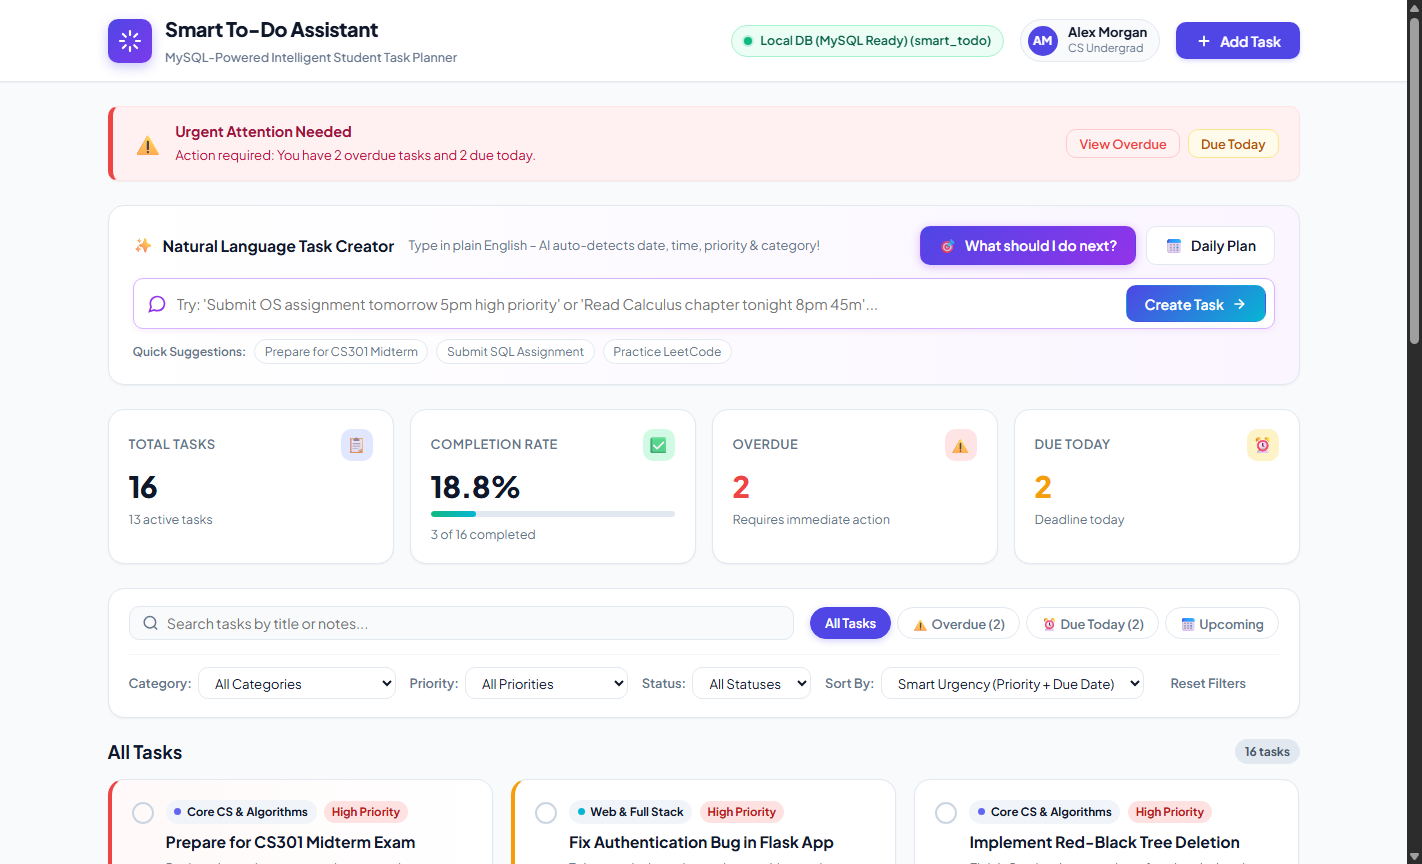 Smart To-Do Assistant
MySQL-Powered Intelligent Student Task Planner
Local DB (MySQL Ready) (smart_todo)
AM
Alex Morgan
CS Undergrad
+ Add Task
Urgent Attention Needed
Action required: You have 2 overdue tasks and 2 due today.
View Overdue
Due Today
Natural Language Task Creator
Type in plain English – AI auto-detects date, time, priority & category!
What should I do next?
Daily Plan
Try: 'Submit OS assignment tomorrow 5pm high priority' or 'Read Calculus chapter tonight 8pm 45m'...
Create Task →
Quick Suggestions:
Prepare for CS301 Midterm
Submit SQL Assignment
Practice LeetCode
TOTAL TASKS
16
13 active tasks
COMPLETION RATE
18.8%
3 of 16 completed
OVERDUE
2
Requires immediate action
DUE TODAY
2
Deadline today
Search tasks by title or notes...
All Tasks
Overdue (2)
Due Today (2)
Upcoming
Category:
All Categories
Priority:
All Priorities
Status:
All Statuses
Sort By:
Smart Urgency (Priority + Due Date)
Reset Filters
All Tasks
16 tasks
Core CS & Algorithms
High Priority
Prepare for CS301 Midterm Exam
Web & Full Stack
High Priority
Fix Authentication Bug in Flask App
Core CS & Algorithms
High Priority
Implement Red-Black Tree Deletion